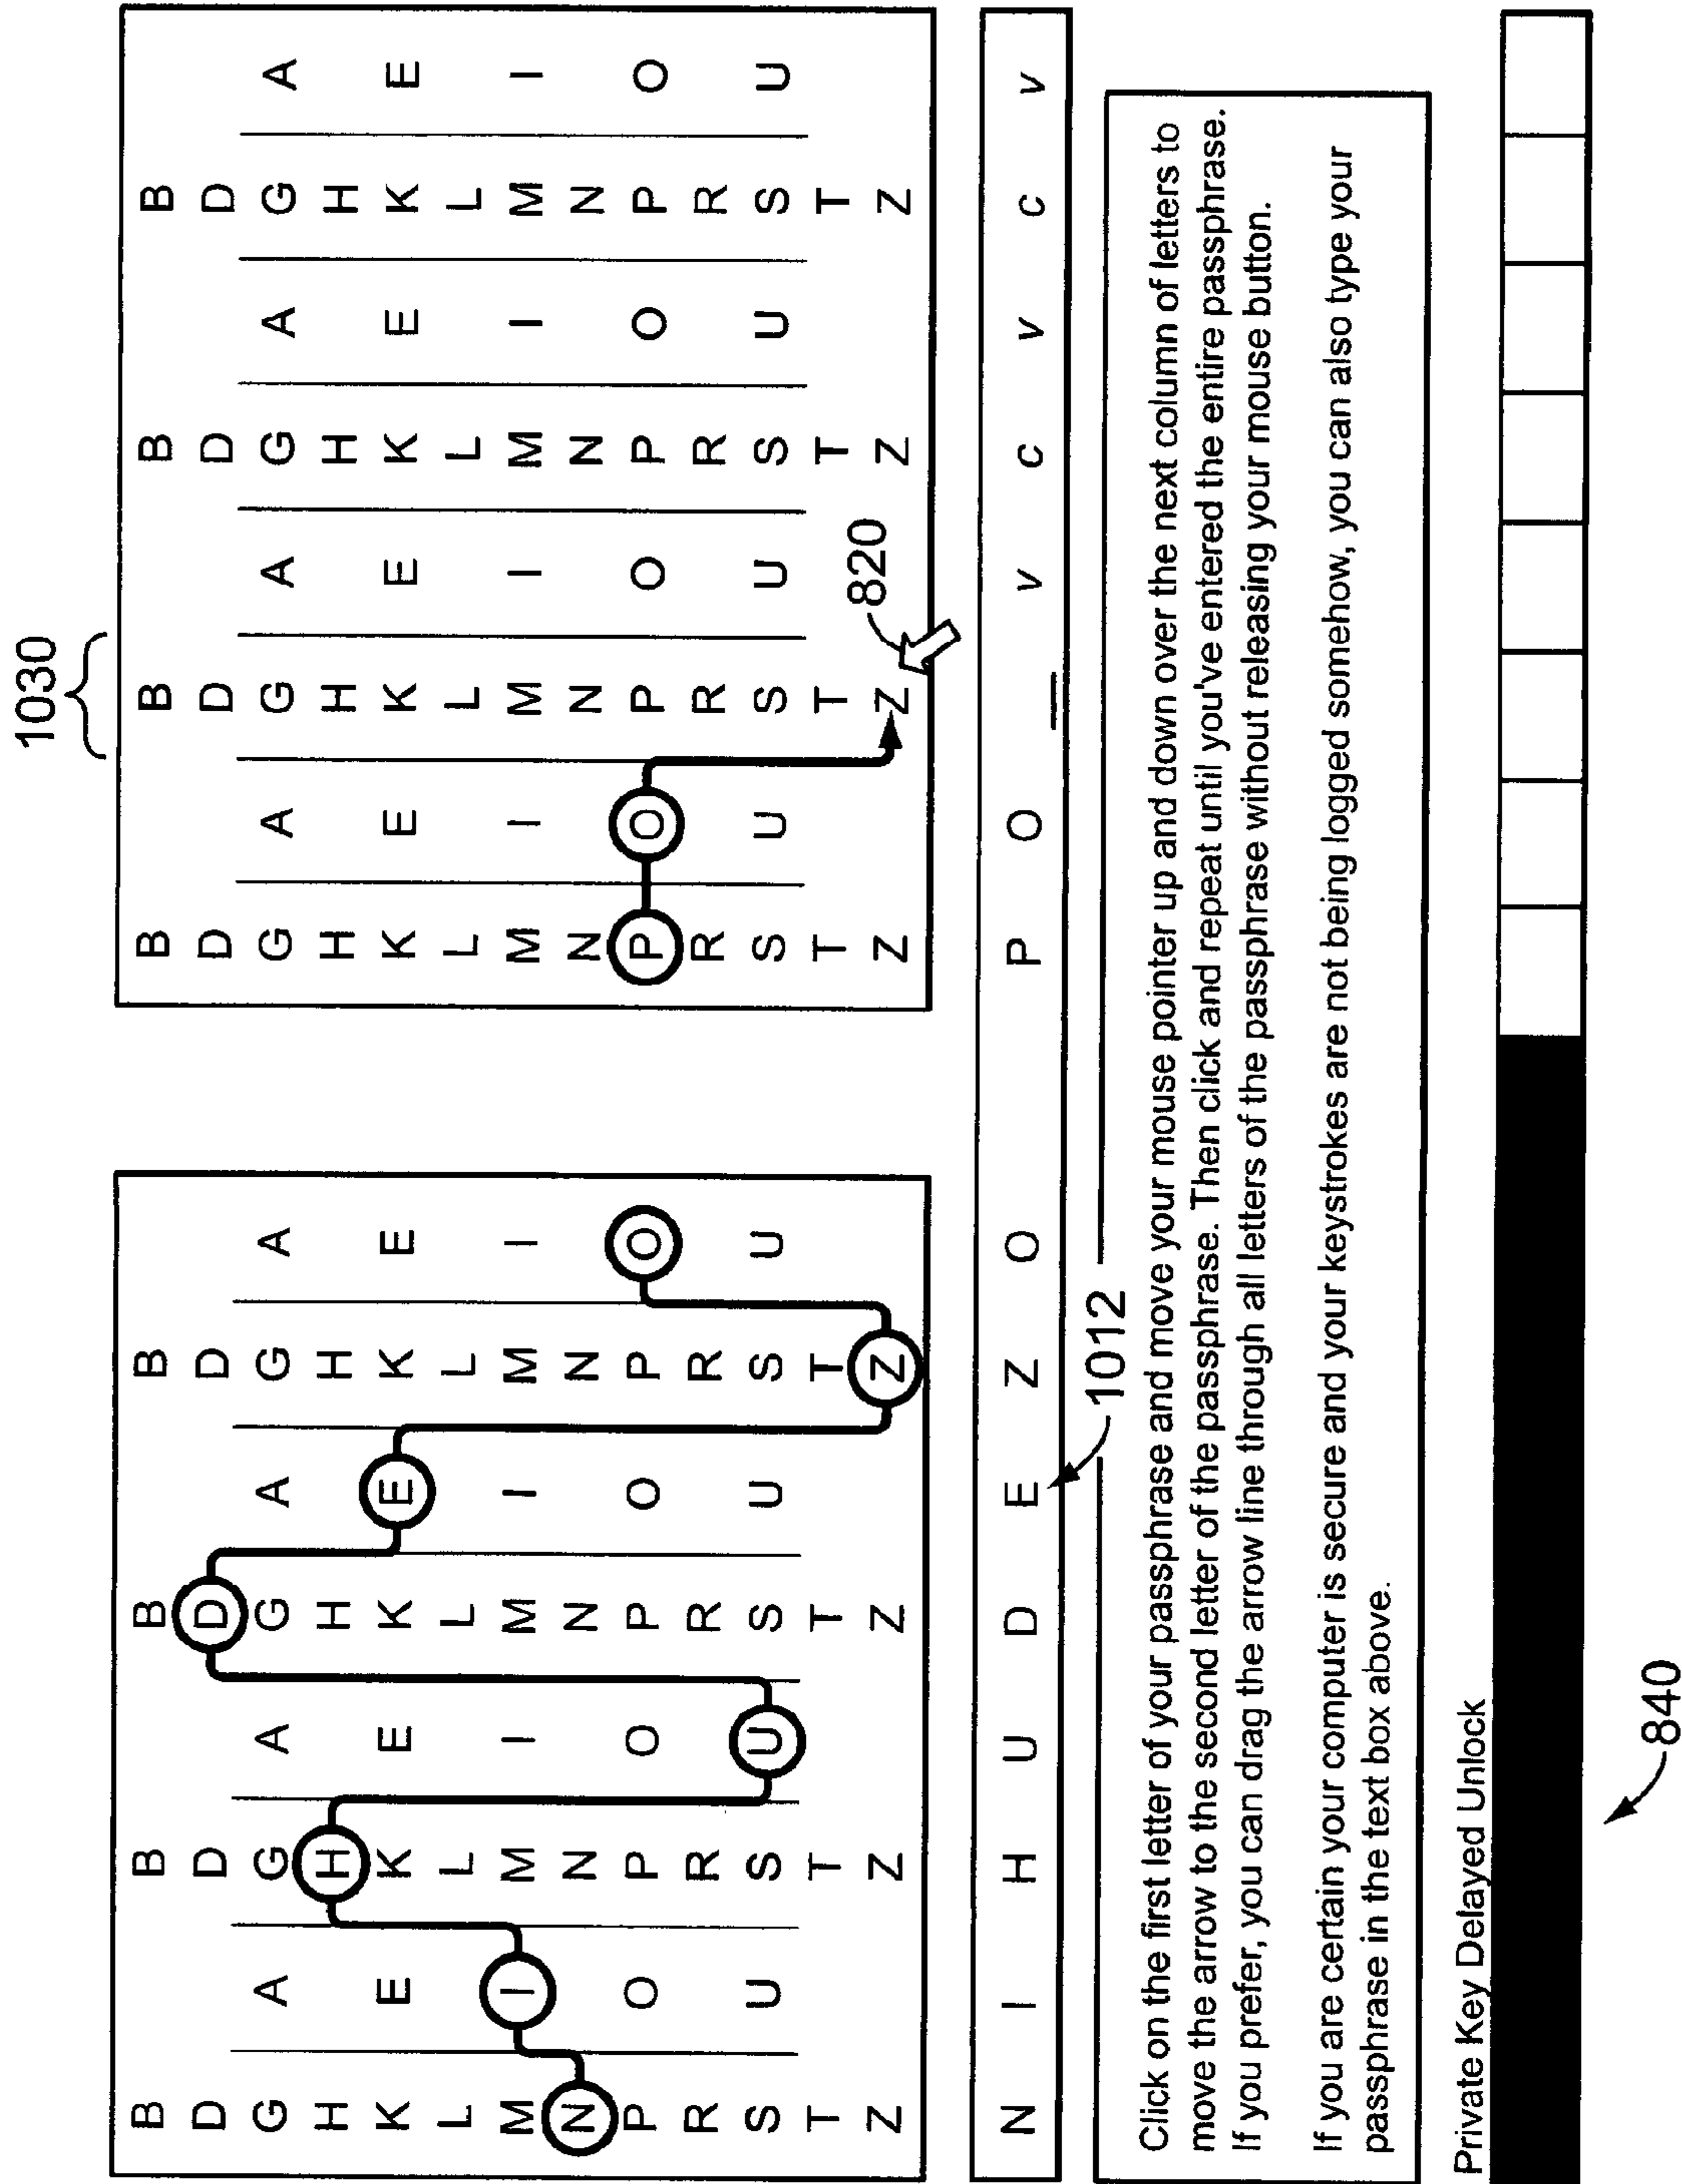 1030
B B B B B B B B
D D D D D D D D
G A G A G A G A G A G A G A G A
H H H H H H H H
K E K E K E K E K E K E K E K E
L L L L L L L L
M I M I M I M I M I M I M I M I
N N N N N N N N
P O P O P O P O P O P O P O P O
R R R R R R R R
S U S U S U S U S U S U S U S U
T T T T T T T T
820
Z Z Z Z Z Z Z Z
N I H U D E Z O P O _ v c v c v
1012
Click on the first letter of your passphrase and move your mouse pointer up and down over the next column of letters to
move the arrow to the second letter of the passphrase. Then click and repeat until you've entered the entire passphrase.
If you prefer, you can drag the arrow line through all letters of the passphrase without releasing your mouse button.
If you are certain your computer is secure and your keystrokes are not being logged somehow, you can also type your
passphrase in the text box above.
Private Key Delayed Unlock
840